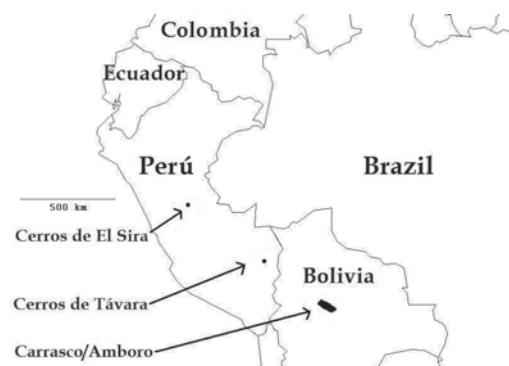 Colombia
Ecuador
Perú
Brazil
500 km
Cerros de El Sira
Bolivia
Cerros de Távara
Carrasco/Amboro